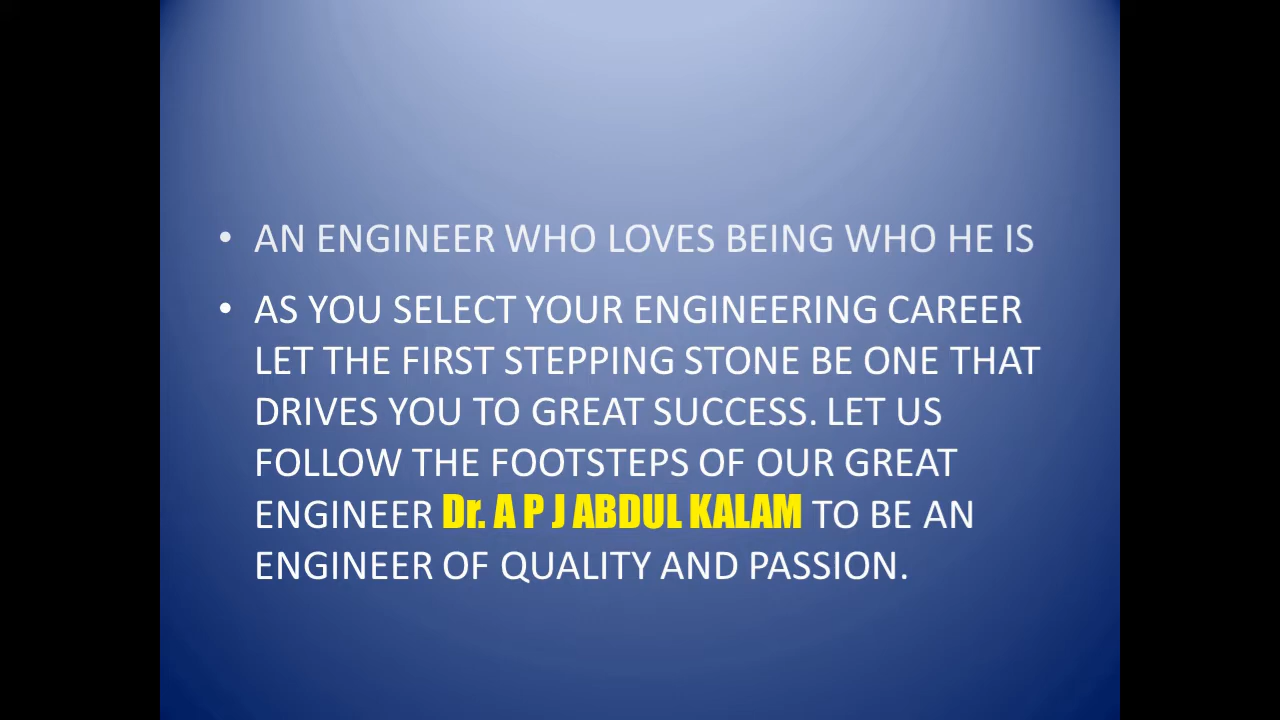 • AN ENGINEER WHO LOVES BEING WHO HE IS
• AS YOU SELECT YOUR ENGINEERING CAREER
LET THE FIRST STEPPING STONE BE ONE THAT
DRIVES YOU TO GREAT SUCCESS. LET US
FOLLOW THE FOOTSTEPS OF OUR GREAT
ENGINEER Dr. A P J ABDUL KALAM TO BE AN
ENGINEER OF QUALITY AND PASSION.